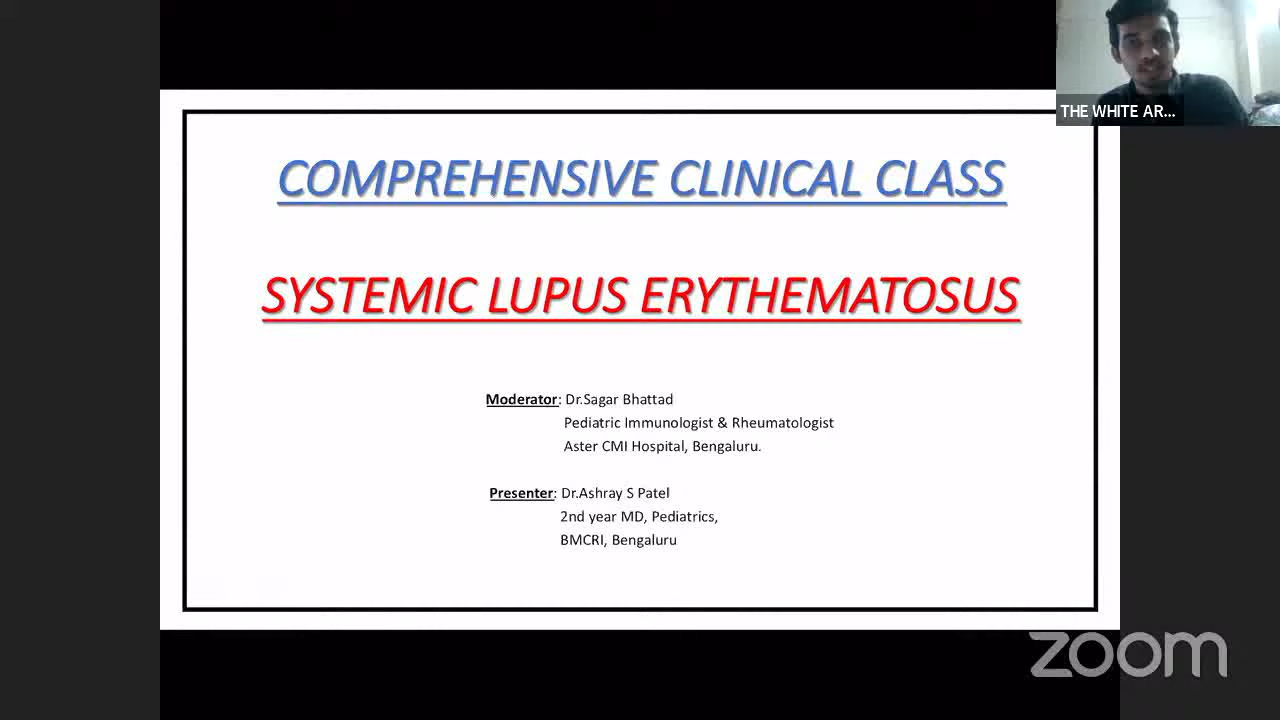 THE WHITE AR...
COMPREHENSIVE CLINICAL CLASS
SYSTEMIC LUPUS ERYTHEMATOSUS
Moderator: Dr.Sagar Bhattad
Pediatric Immunologist & Rheumatologist
Aster CMI Hospital, Bengaluru.
Presenter: Dr.Ashray S Patel
2nd year MD, Pediatrics,
BMCRI, Bengaluru
zoom